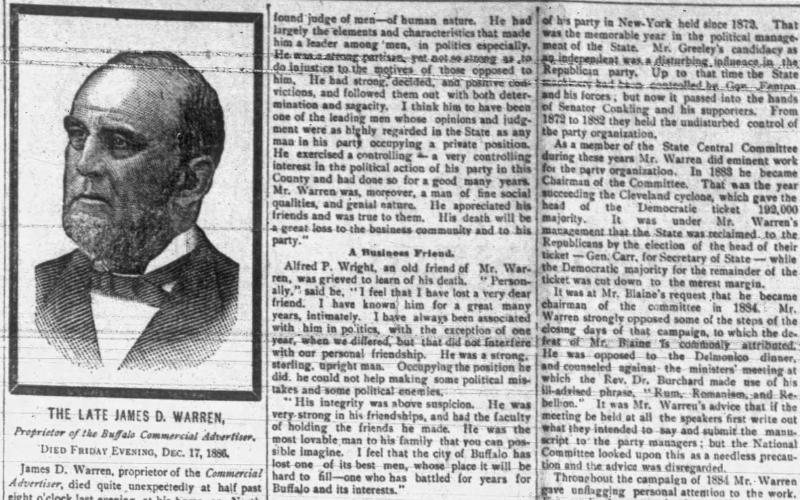 THE LATE JAMES D. WARREN,
Proprietor of the Buffalo Commercial Advertiser.
DIED FRIDAY EVENING, DEC. 17, 1886.
James D. Warren, proprietor of the Commercial
Advertiser, died quite unexpectedly at half past
eight o'clock last evening, at his home on North
found judge of men—of human nature. He had
largely the elements and characteristics that made
him a leader among men, in politics especially.
He was a strong partisan, yet not so strong as to
do injustice to the motives of those opposed to
him. He had strong, decided, and positive con-
victions, and followed them out with both deter-
mination and sagacity. I think him to have been
one of the leading men whose opinions and judg-
ment were as highly regarded in the State as any
man in his party occupying a private position.
He exercised a controlling — a very controlling
interest in the political action of his party in this
County and had done so for a good many years.
Mr. Warren was, moreover, a man of fine social
qualities, and genial nature. He appreciated his
friends and was true to them. His death will be
a great loss to the business community and to his
party."
A Business Friend.
Alfred P. Wright, an old friend of Mr. War-
ren, was grieved to learn of his death. "Person-
ally," said he, "I feel that I have lost a very dear
friend. I have known him for a great many
years, intimately. I have always been associated
with him in politics, with the exception of one
year, when we differed, but that did not interfere
with our personal friendship. He was a strong,
sterling, upright man. Occupying the position he
did, he could not help making some political mis-
takes and some political enemies.
"His integrity was above suspicion. He was
very strong in his friendships, and had the faculty
of holding the friends he made. He was the
most lovable man to his family that you can pos-
sible imagine. I feel that the city of Buffalo has
lost one of its best men, whose place it will be
hard to fill—one who has battled for years for
Buffalo and its interests."
of his party in New-York held since 1872. That
was the memorable year in the political manage-
ment of the State. Mr. Greeley's candidacy as
an independent was a disturbing influence in the
Republican party. Up to that time the State
machinery had been controlled by Gen. Fenton
and his forces; but now it passed into the hands
of Senator Conkling and his supporters. From
1872 to 1882 they held the undisturbed control of
the party organization.
As a member of the State Central Committee
during these years Mr. Warren did eminent work
for the party organization. In 1883 he became
Chairman of the Committee. That was the year
succeeding the Cleveland cyclone, which gave the
head of the Democratic ticket 192,000
majority. It was under Mr. Warren's
management that the State was reclaimed to the
Republicans by the election of the head of their
ticket — Gen. Carr, for Secretary of State — while
the Democratic majority for the remainder of the
ticket was cut down to the merest margin.
It was at Mr. Blaine's request that he became
chairman of the committee in 1884. Mr.
Warren strongly opposed some of the steps of the
closing days of that campaign, to which the de-
feat of Mr. Blaine is commonly attributed.
He was opposed to the Delmonico dinner,
and counseled against the ministers' meeting at
which the Rev. Dr. Burchard made use of his
ill-advised phrase, "Rum, Romanism, and Re-
bellion." It was Mr. Warren's advice that if the
meeting be held at all the speakers first write out
what they intended to say and submit the manu-
script to the party managers; but the National
Committee looked upon this as a needless precau-
tion and the advice was disregarded.
Throughout the campaign of 1884 Mr. Warren
gave unflagging personal attention to the work